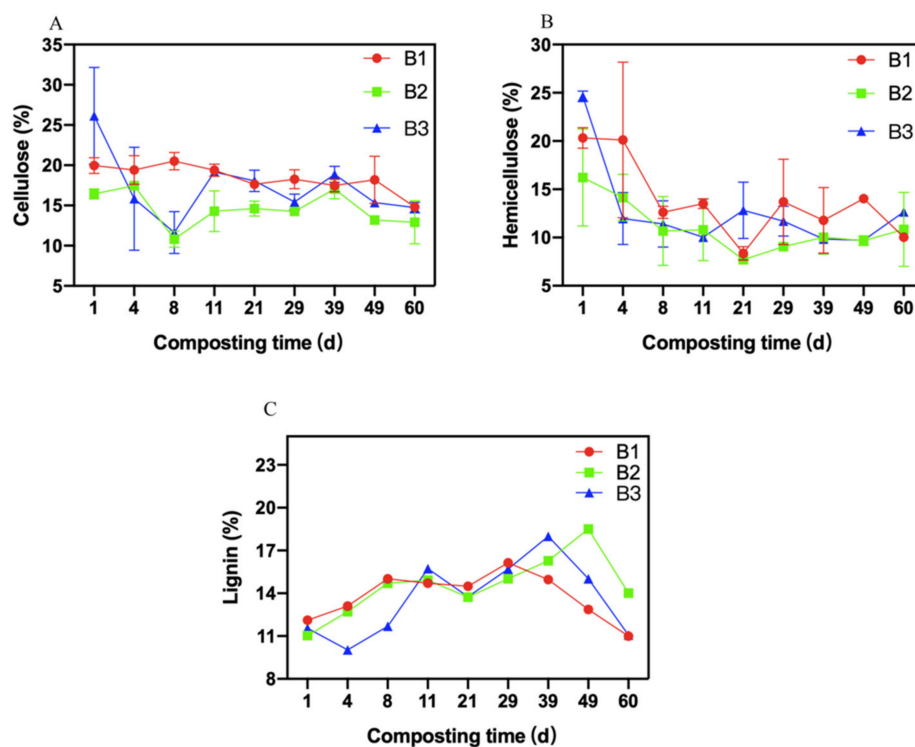 A
B
35
30
25
20
15
10
5
Cellulose (%)
B1
B2
B3
1 4 8 11 21 29 39 49 60
Composting time (d)
30
25
20
15
10
5
Hemicellulose (%)
B1
B2
B3
1 4 8 11 21 29 39 49 60
Composting time (d)
C
23
20
17
14
11
8
Lignin (%)
B1
B2
B3
1 4 8 11 21 29 39 49 60
Composting time (d)